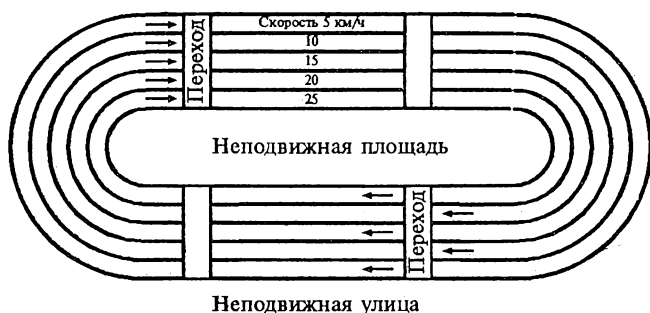 Переход
Скорость 5 км/ч
10
15
20
25
Неподвижная площадь
Переход
Неподвижная улица